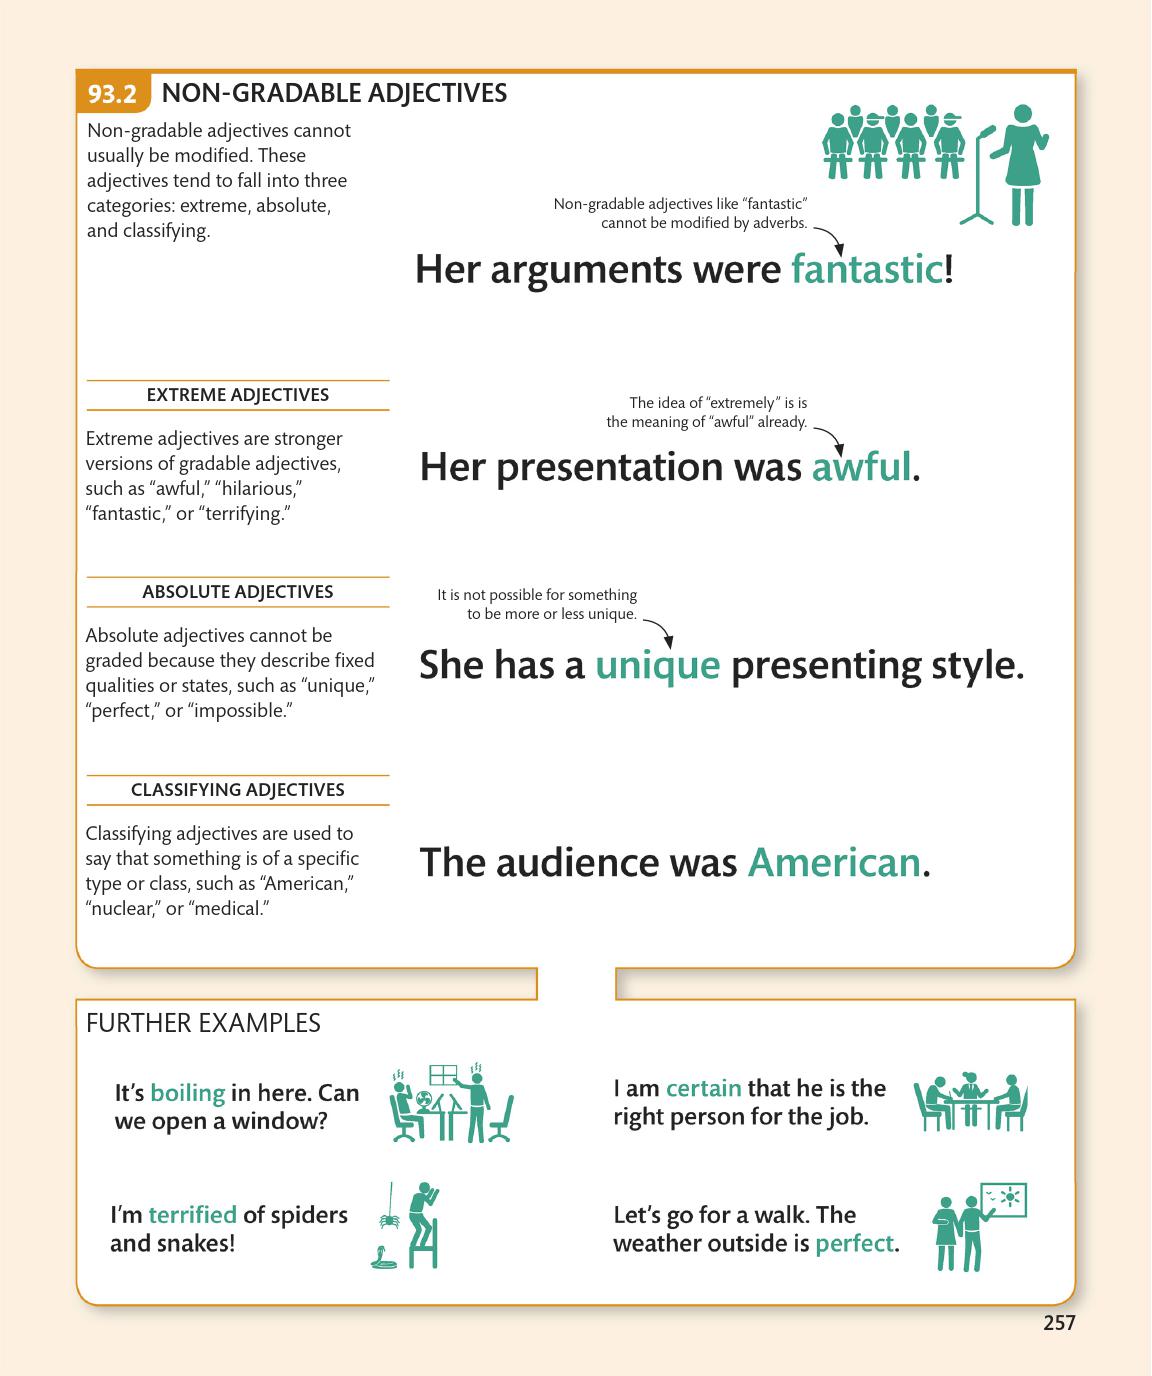 93.2 NON-GRADABLE ADJECTIVES
Non-gradable adjectives cannot
usually be modified. These
adjectives tend to fall into three
categories: extreme, absolute,
and classifying.
Non-gradable adjectives like “fantastic”
cannot be modified by adverbs.
Her arguments were fantastic!
EXTREME ADJECTIVES
Extreme adjectives are stronger
versions of gradable adjectives,
such as “awful,” “hilarious,”
“fantastic,” or “terrifying.”
The idea of “extremely” is is
the meaning of “awful” already.
Her presentation was awful.
ABSOLUTE ADJECTIVES
Absolute adjectives cannot be
graded because they describe fixed
qualities or states, such as “unique,”
“perfect,” or “impossible.”
It is not possible for something
to be more or less unique.
She has a unique presenting style.
CLASSIFYING ADJECTIVES
Classifying adjectives are used to
say that something is of a specific
type or class, such as “American,”
“nuclear,” or “medical.”
The audience was American.
FURTHER EXAMPLES
It’s boiling in here. Can
we open a window?
I am certain that he is the
right person for the job.
I’m terrified of spiders
and snakes!
Let’s go for a walk. The
weather outside is perfect.
257